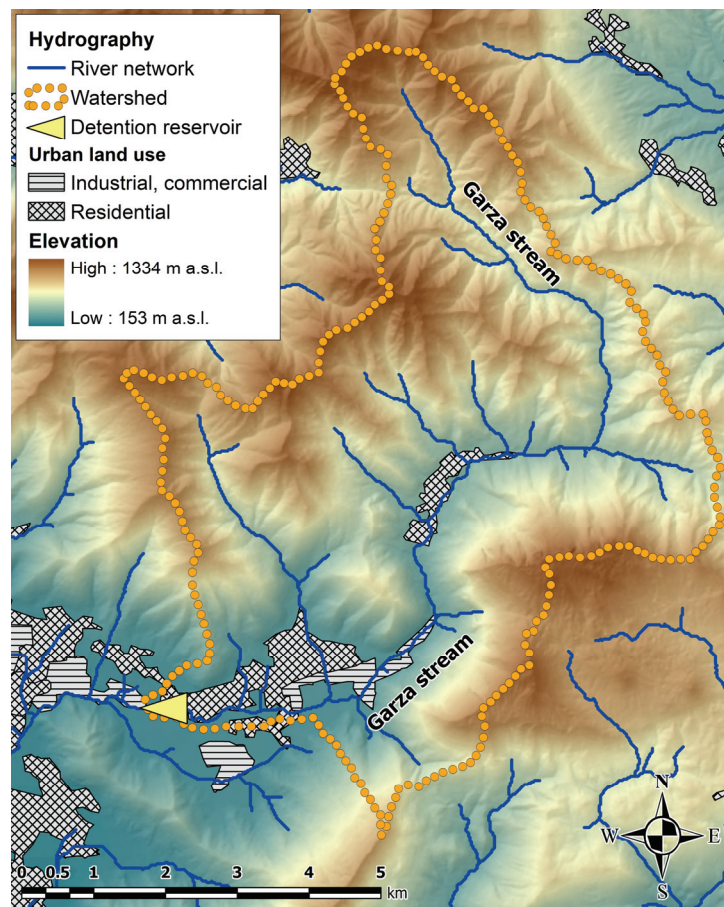 Hydrography
River network
Watershed
Detention reservoir
Urban land use
Industrial, commercial
Residential
Elevation
High : 1334 m a.s.l.
Low : 153 m a.s.l.
Garza stream
Garza stream
N
W
E
S
0 0.5 1 2 3 4 5
km